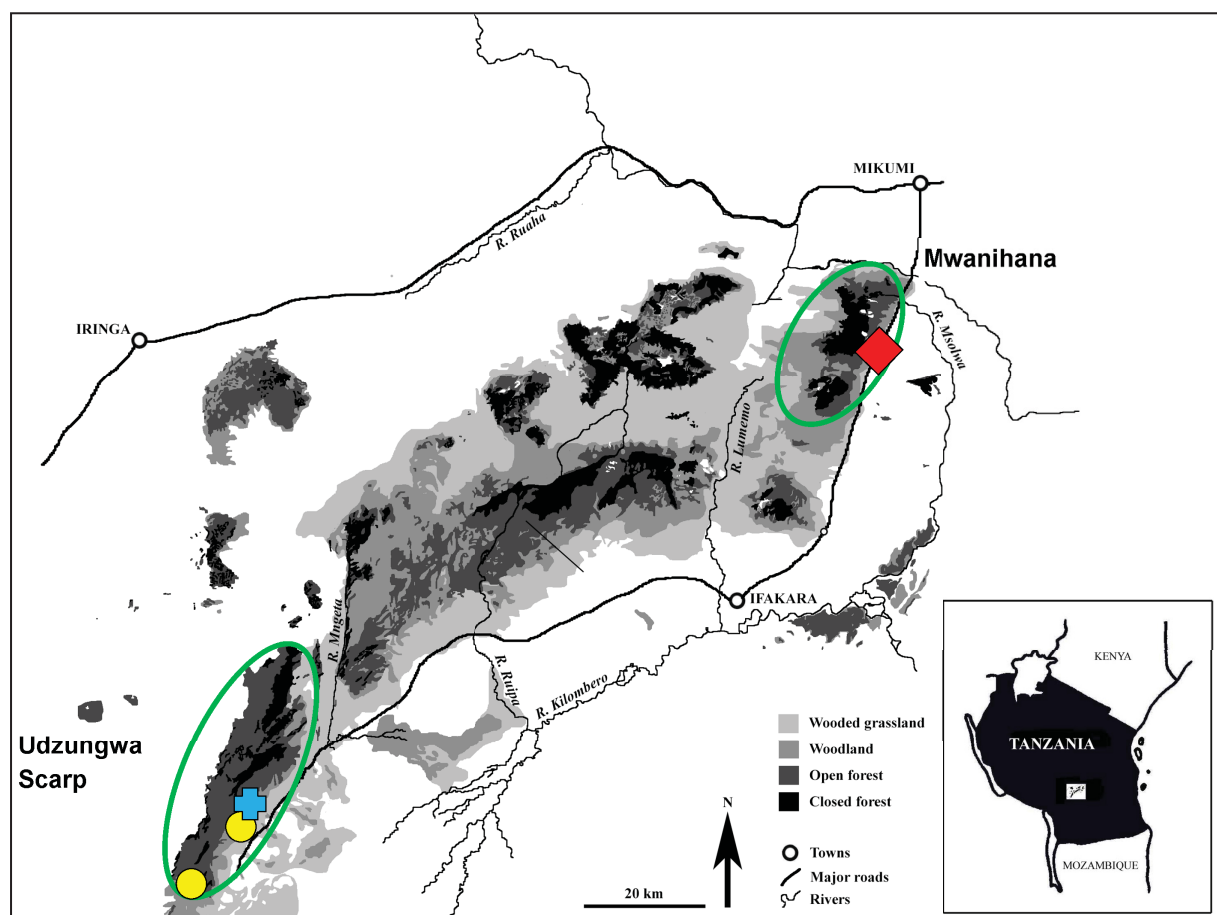 MIKUMI
Mwanihana
R. Ruaha
IRINGA
R. Msolwa
R. Lumemo
IFAKARA
R. Mngeta
R. Ruipa
R. Kilombero
Udzungwa
Scarp
Wooded grassland
Woodland
Open forest
Closed forest
N
Towns
Major roads
Rivers
20 km
KENYA
TANZANIA
MOZAMBIQUE